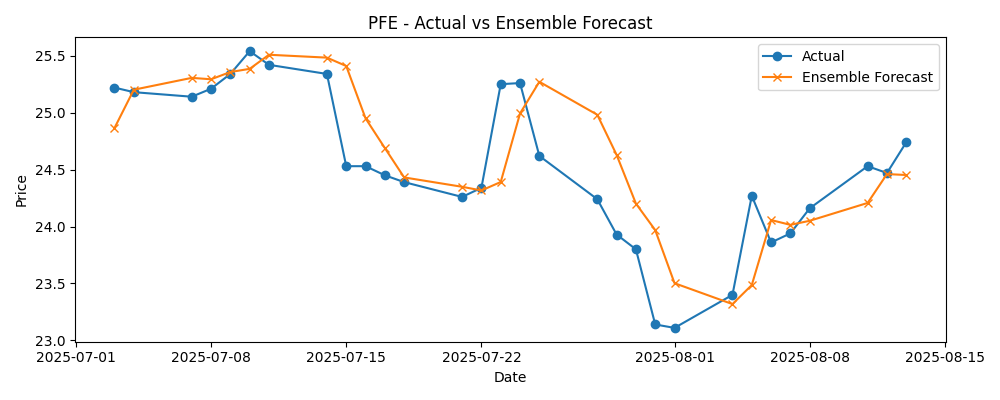 PFE - Actual vs Ensemble Forecast
Actual
Ensemble Forecast
Price
25.5
25.0
24.5
24.0
23.5
23.0
2025-07-01 2025-07-08 2025-07-15 2025-07-22 2025-08-01 2025-08-08 2025-08-15
Date